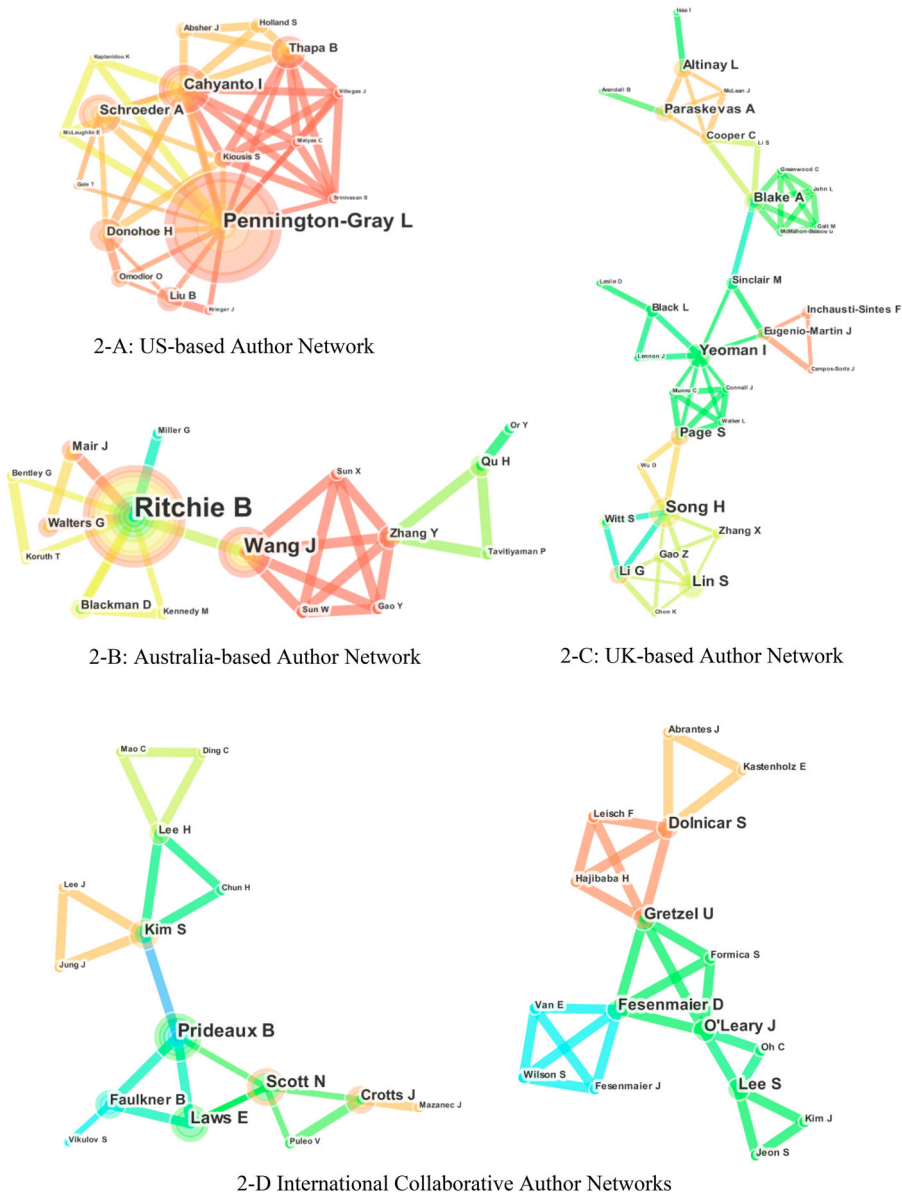 Absher J
Holland S
Kaplanidou K
Thapa B
Cahyanto I
Villegas J
Schroeder A
McLaughlin E
Matyas C
Kiousis S
Gale T
Srinivasan S
Pennington-Gray L
Donohoe H
Omodior O
Liu B
Krieger J
2-A: US-based Author Network
Issa I
Altinay L
Arendall B
McLean J
Paraskevas A
Cooper C
Li S
Greenwood C
Blake A
John L
Galt M
Sinclair M
Leslie D
Black L
Inchausti-Sintes F
Eugenio-Martin J
Yeoman I
Lennon J
Campos-Soria J
Munro C
Connell J
Walker L
Page S
Wu D
Song H
Witt S
Zhang X
Gao Z
Li G
Lin S
Chon K
2-C: UK-based Author Network
Miller G
Or Y
Mair J
Qu H
Bentley G
Sun X
Ritchie B
Walters G
Zhang Y
Wang J
Koruth T
Tavitiyaman P
Blackman D
Kennedy M
Sun W
Gao Y
2-B: Australia-based Author Network
Mao C
Ding C
Lee H
Lee J
Chun H
Kim S
Jung J
Prideaux B
Scott N
Faulkner B
Crotts J
Mazanec J
Laws E
Vikulov S
Puleo V
Abrantes J
Kastenholz E
Leisch F
Dolnicar S
Hajibaba H
Gretzel U
Formica S
Van E
Fesenmaier D
O'Leary J
Oh C
Wilson S
Fesenmaier J
Lee S
Kim J
Jeon S
2-D International Collaborative Author Networks